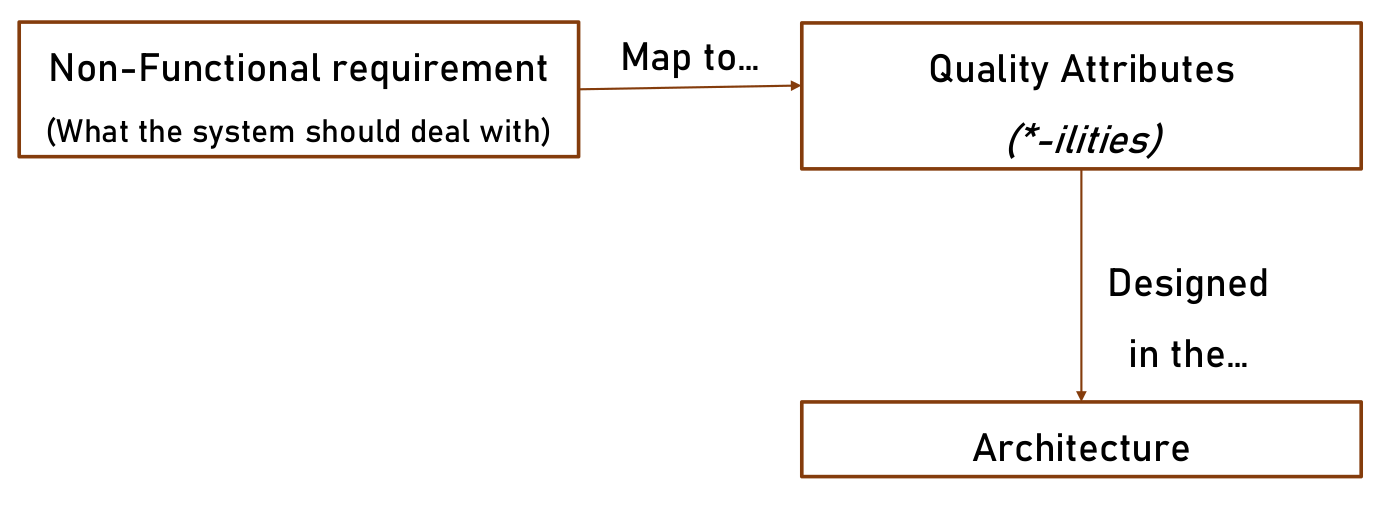 Non-Functional requirement
(What the system should deal with)
Map to…
Quality Attributes
(*-ilities)
Designed
in the…
Architecture